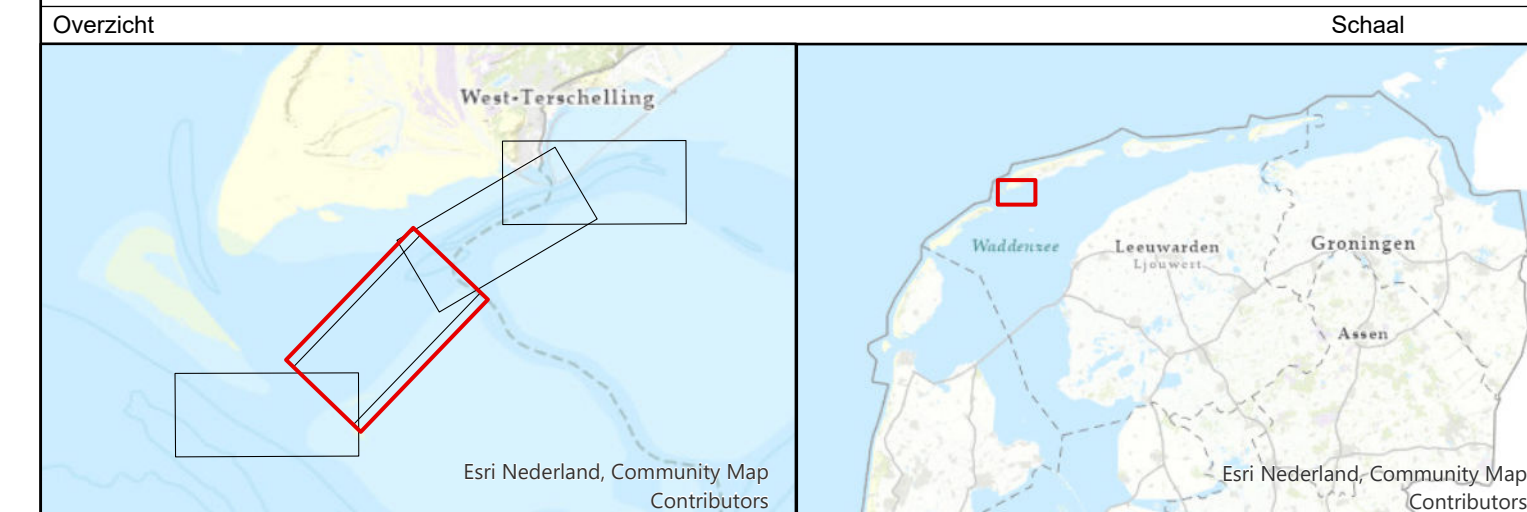 Overzicht
Schaal
West-Terschelling
Esri Nederland, Community Map
Contributors
Waddenzee
Leeuwarden
Ljouwert
Groningen
Assen
Esri Nederland, Community Map
Contributors